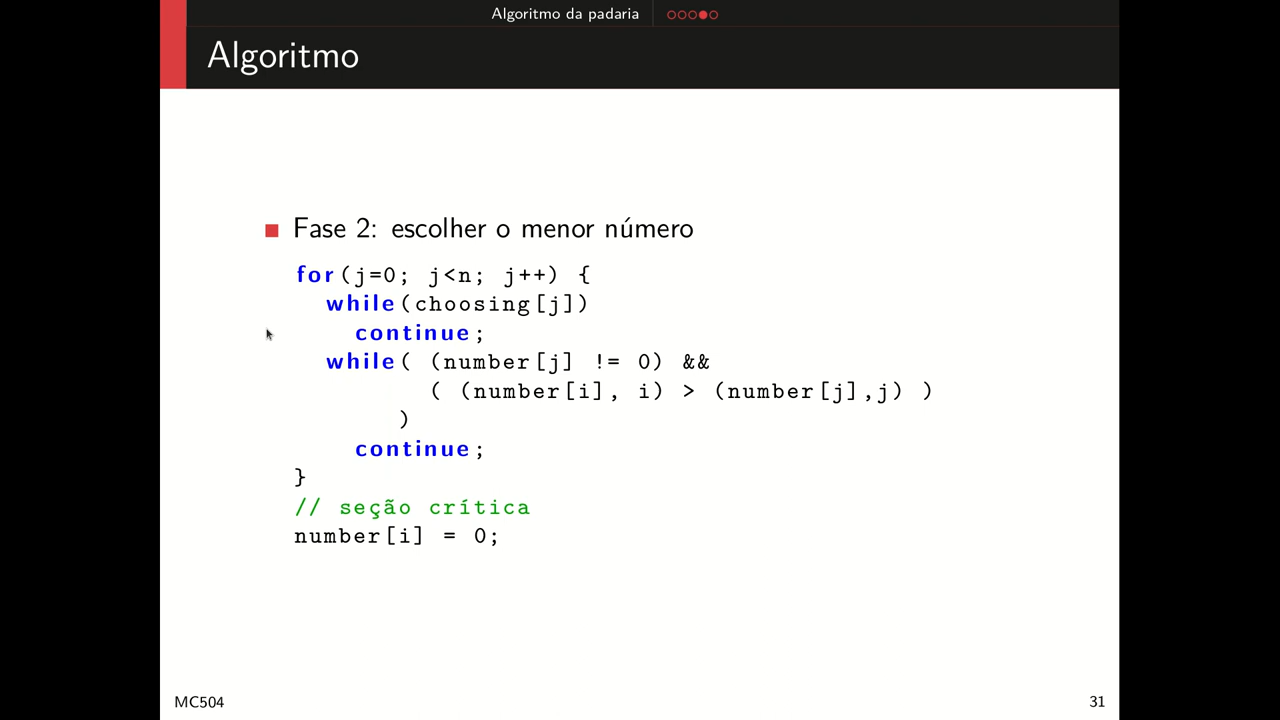 Algoritmo da padaria
Algoritmo
Fase 2: escolher o menor número
for(j=0; j<n; j++) {
while(choosing[j])
continue;
while( (number[j] != 0) &&
( (number[i], i) > (number[j],j) )
)
continue;
}
// seção crítica
number[i] = 0;
MC504
31